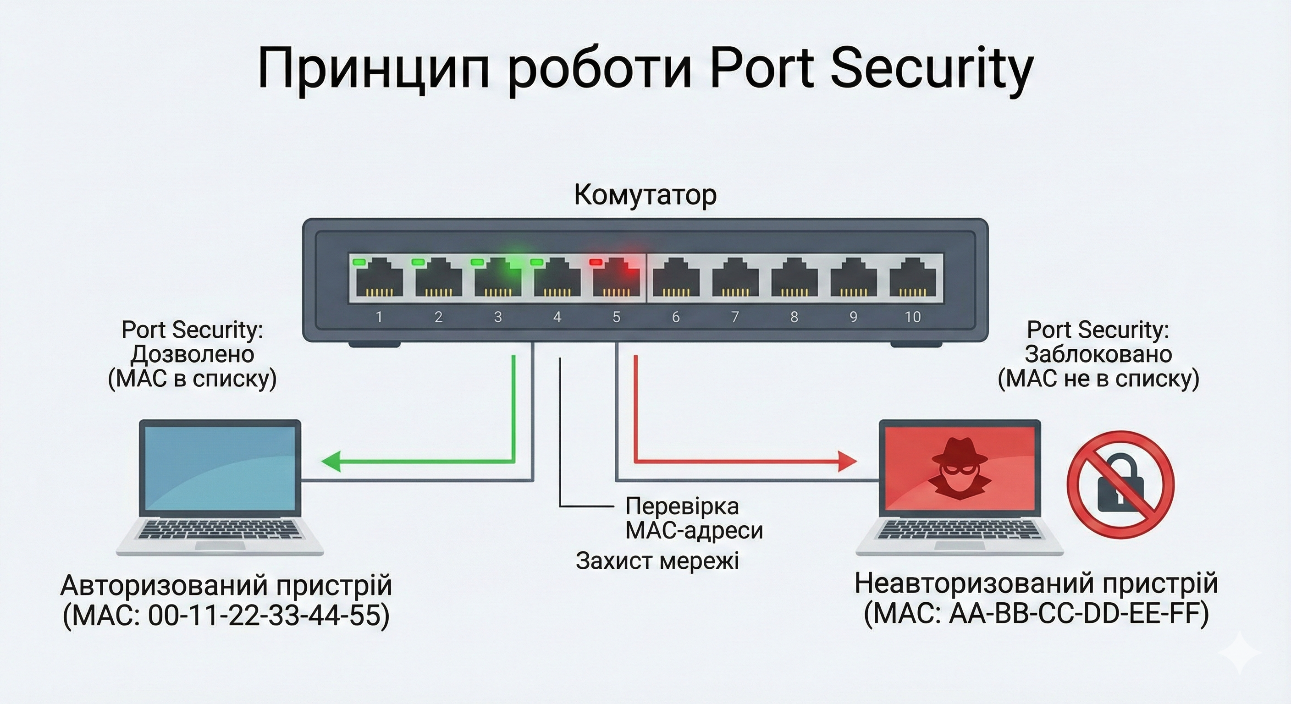 Принцип роботи Port Security
Комутатор
1 2 3 4 5 6 7 8 9 10
Port Security:
Дозволено
(MAC в списку)
Port Security:
Заблоковано
(MAC не в списку)
Перевірка
MAC-адреси
Захист мережі
Авторизований пристрій
(MAC: 00-11-22-33-44-55)
Неавторизований пристрій
(MAC: AA-BB-CC-DD-EE-FF)